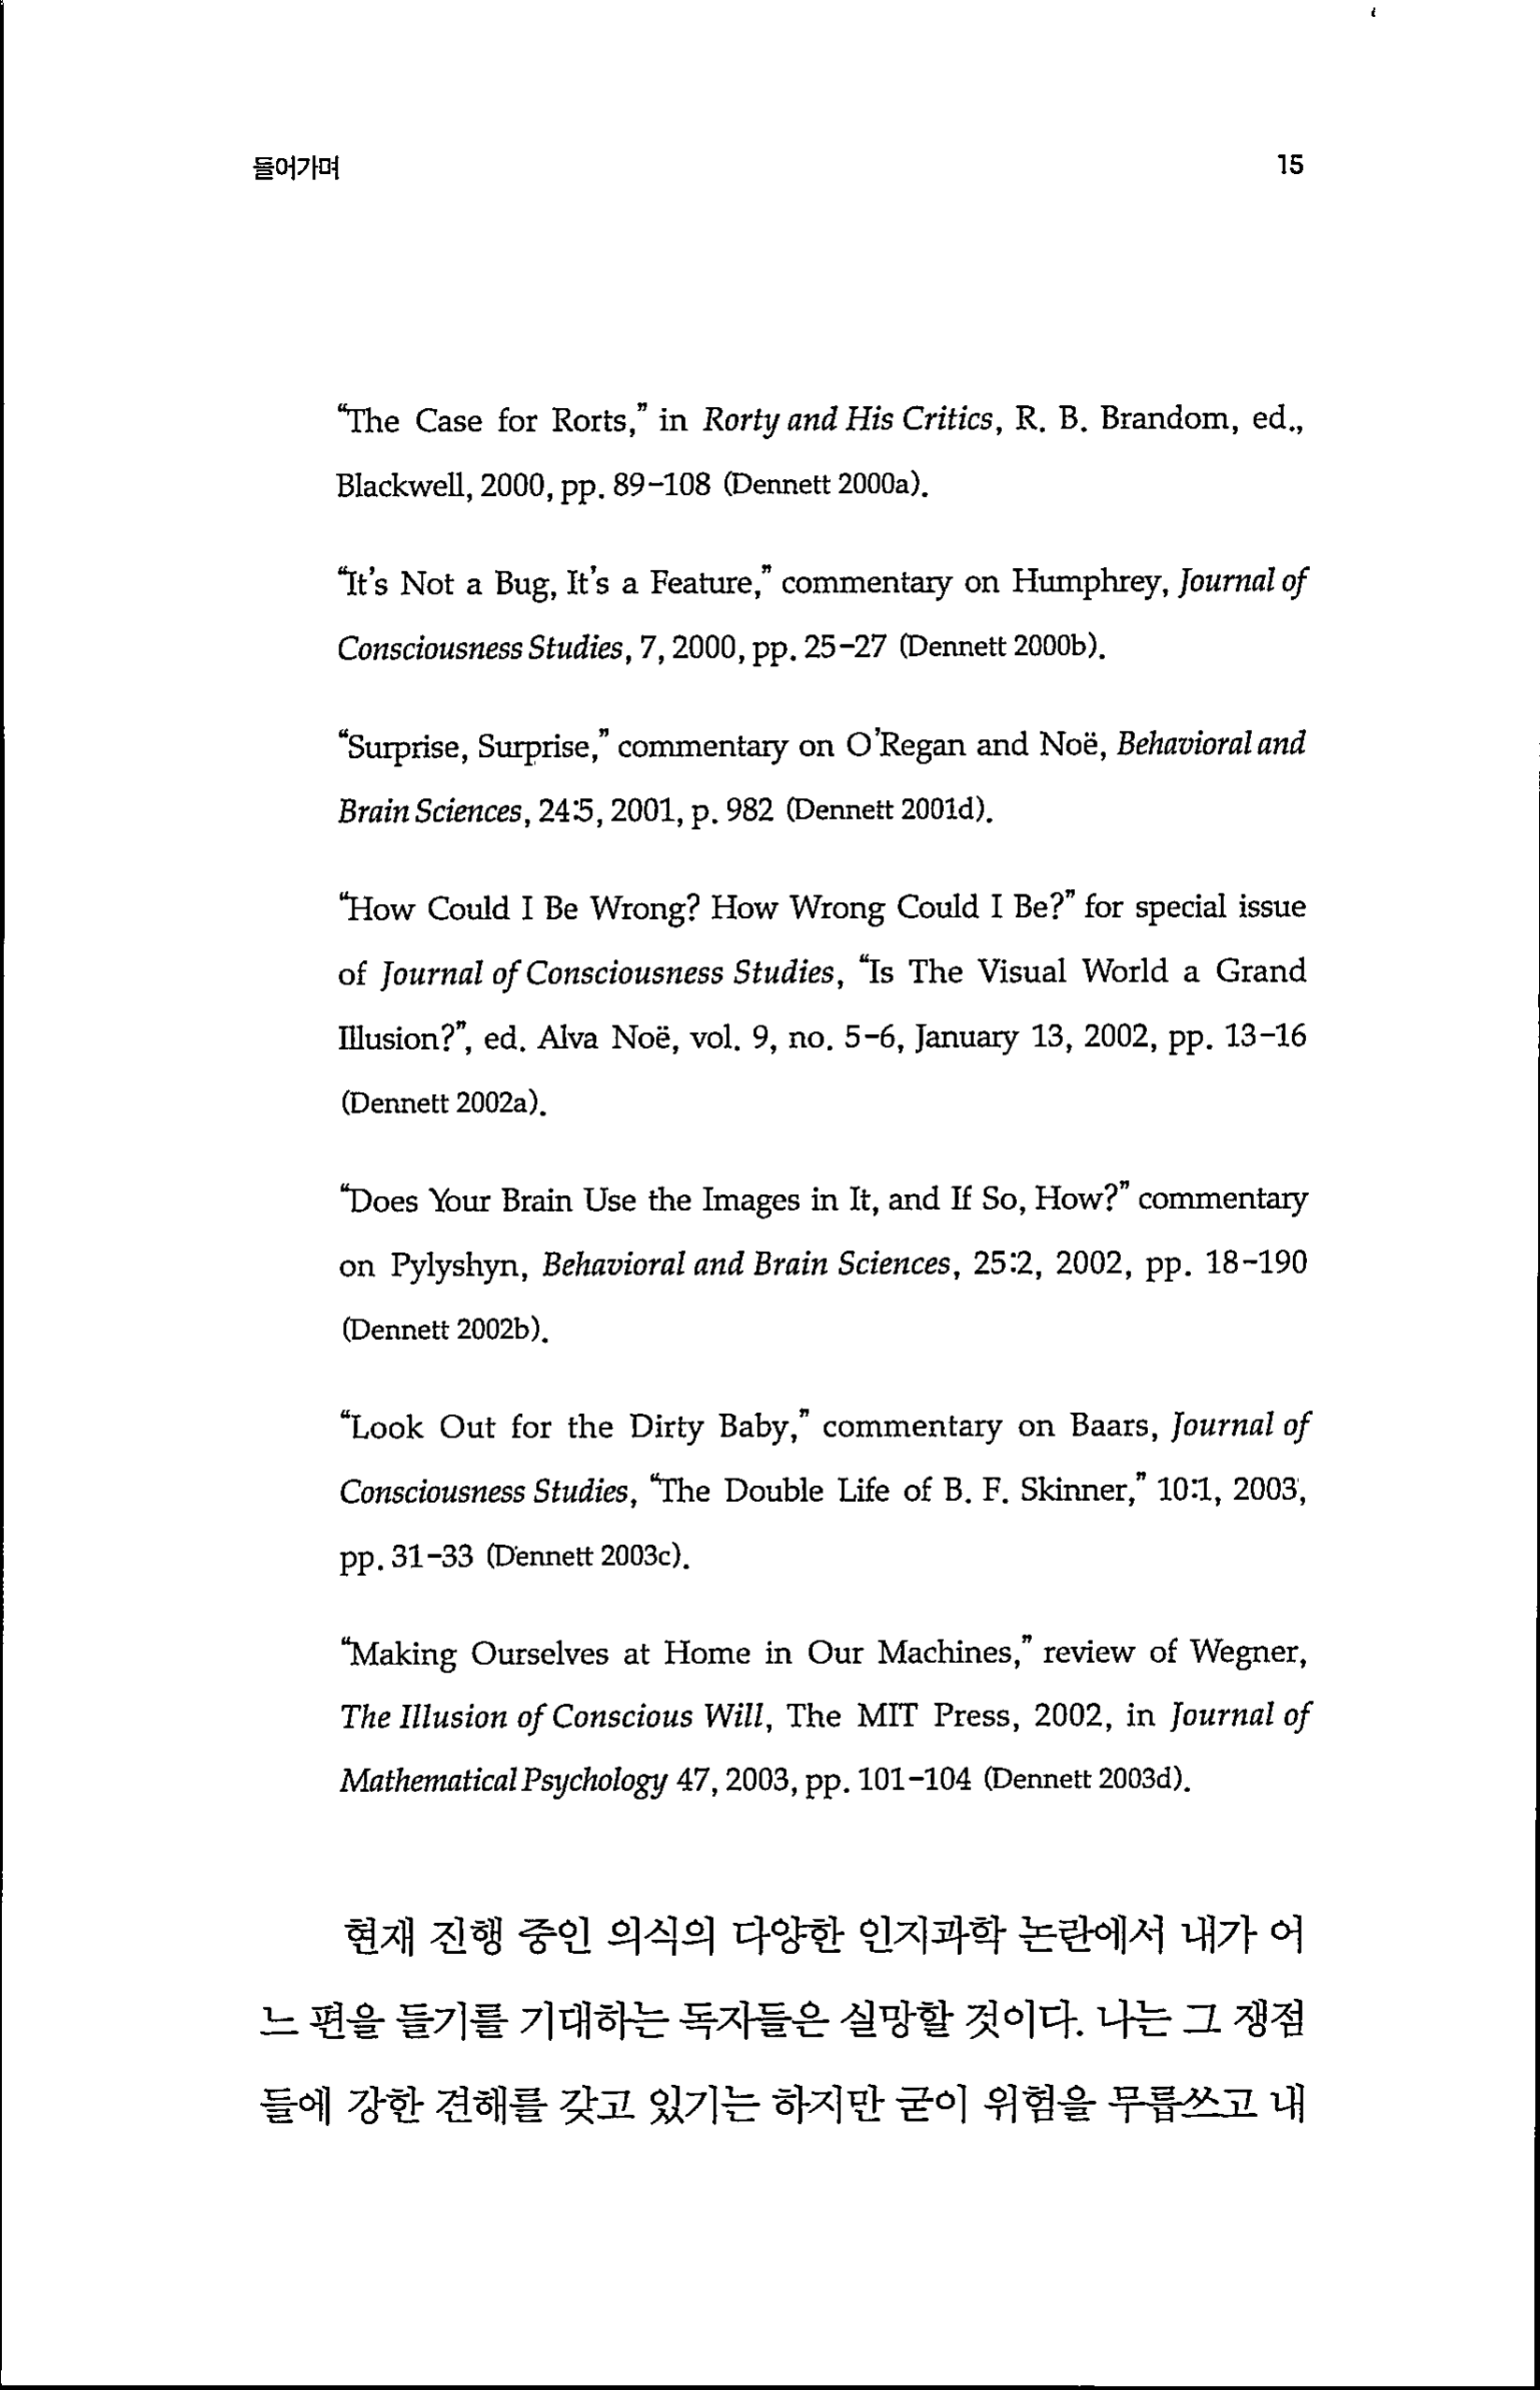 들어가며 15
“The Case for Rorts,” in Rorty and His Critics, R. B. Brandom, ed.,
Blackwell, 2000, pp. 89-108 (Dennett 2000a).
“It's Not a Bug, It's a Feature,” commentary on Humphrey, Journal of
Consciousness Studies, 7, 2000, pp. 25-27 (Dennett 2000b).
“Surprise, Surprise,” commentary on O'Regan and Noë, Behavioral and
Brain Sciences, 24:5, 2001, p. 982 (Dennett 2001d).
“How Could I Be Wrong? How Wrong Could I Be?” for special issue
of Journal of Consciousness Studies, “Is The Visual World a Grand
Illusion?”, ed. Alva Noë, vol. 9, no. 5-6, January 13, 2002, pp. 13-16
(Dennett 2002a).
“Does Your Brain Use the Images in It, and If So, How?” commentary
on Pylyshyn, Behavioral and Brain Sciences, 25:2, 2002, pp. 18-190
(Dennett 2002b).
“Look Out for the Dirty Baby,” commentary on Baars, Journal of
Consciousness Studies, “The Double Life of B. F. Skinner,” 10:1, 2003,
pp. 31-33 (Dennett 2003c).
“Making Ourselves at Home in Our Machines,” review of Wegner,
The Illusion of Conscious Will, The MIT Press, 2002, in Journal of
Mathematical Psychology 47, 2003, pp. 101-104 (Dennett 2003d).
현재 진행 중인 의식의 다양한 인지과학 논란에서 내가 어
느 편을 들기를 기대하는 독자들은 실망할 것이다. 나는 그 쟁점
들에 강한 견해를 갖고 있기는 하지만 굳이 위험을 무릅쓰고 내